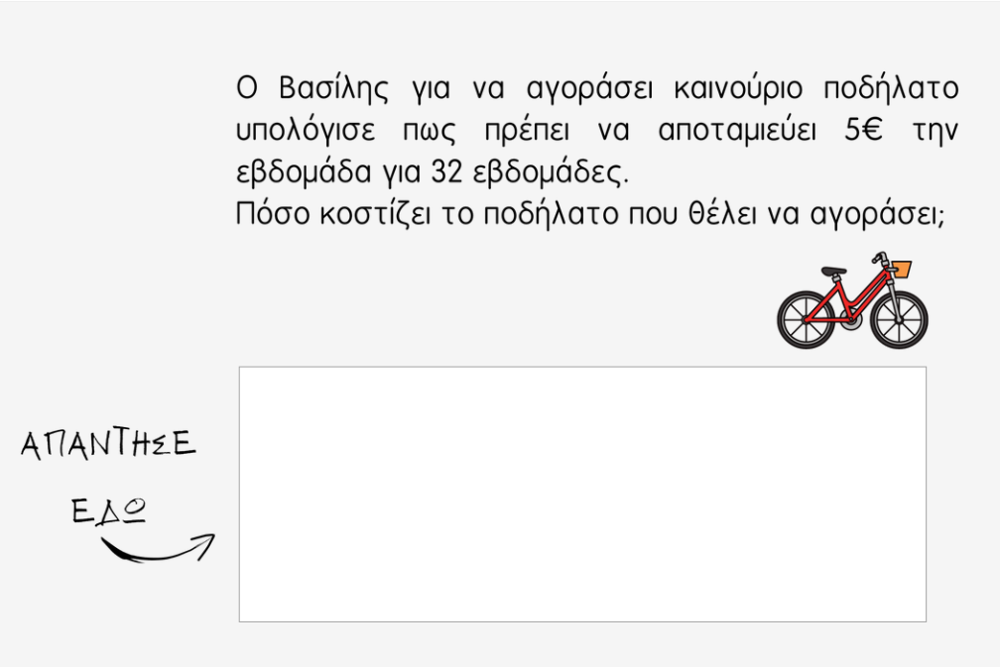 Ο Βασίλης για να αγοράσει καινούριο ποδήλατο
υπολόγισε πως πρέπει να αποταμιεύει 5€ την
εβδομάδα για 32 εβδομάδες.
Πόσο κοστίζει το ποδήλατο που θέλει να αγοράσει;
ΑΠΑΝΤΗΣΕ
ΕΔΩ